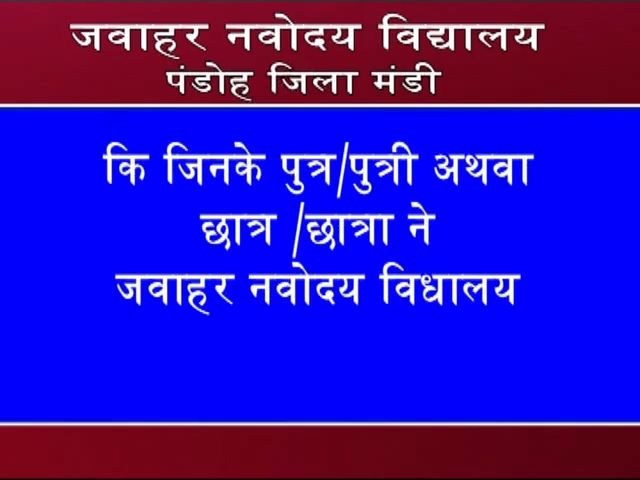 जवाहर नवोदय विद्यालय
पंडोह जिला मंडी
कि जिनके पुत्र/पुत्री अथवा
छात्र /छात्रा ने
जवाहर नवोदय विधालय